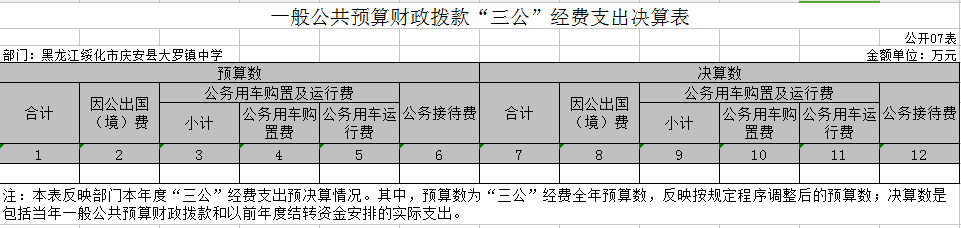 一般公共预算财政拨款“三公”经费支出决算表
公开07表
部门：黑龙江绥化市庆安县大罗镇中学 金额单位：万元
预算数 决算数
合计 因公出国（境）费 公务用车购置及运行费 公务接待费 合计 因公出国（境）费 公务用车购置及运行费 公务接待费
小计 公务用车购置费 公务用车运行费 小计 公务用车购置费 公务用车运行费
1 2 3 4 5 6 7 8 9 10 11 12
注：本表反映部门本年度“三公”经费支出预决算情况。其中，预算数为“三公”经费全年预算数，反映按规定程序调整后的预算数；决算数是
包括当年一般公共预算财政拨款和以前年度结转资金安排的实际支出。